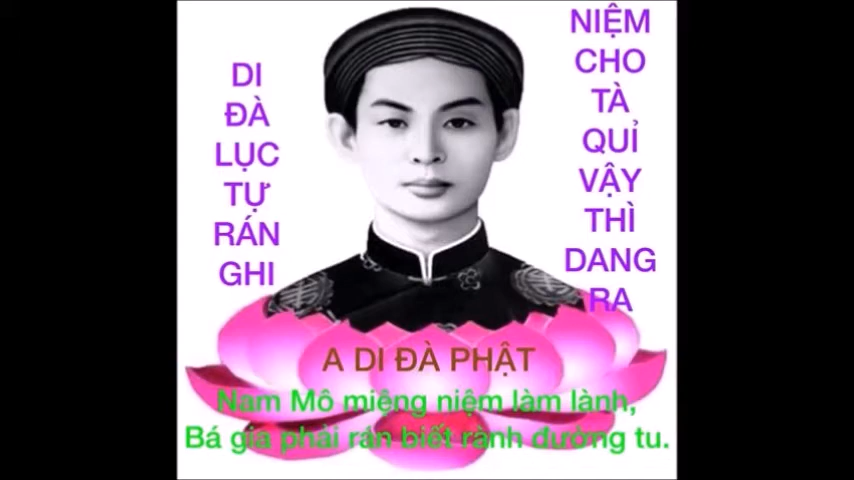 DI
ĐÀ
LỤC
TỰ
RÁN
GHI
NIỆM
CHO
TÀ
QUỈ
VẬY
THÌ
DANG
RA
A DI ĐÀ PHẬT
Nam Mô miệng niệm làm lành,
Bá gia phải rán biết rành đường tu.